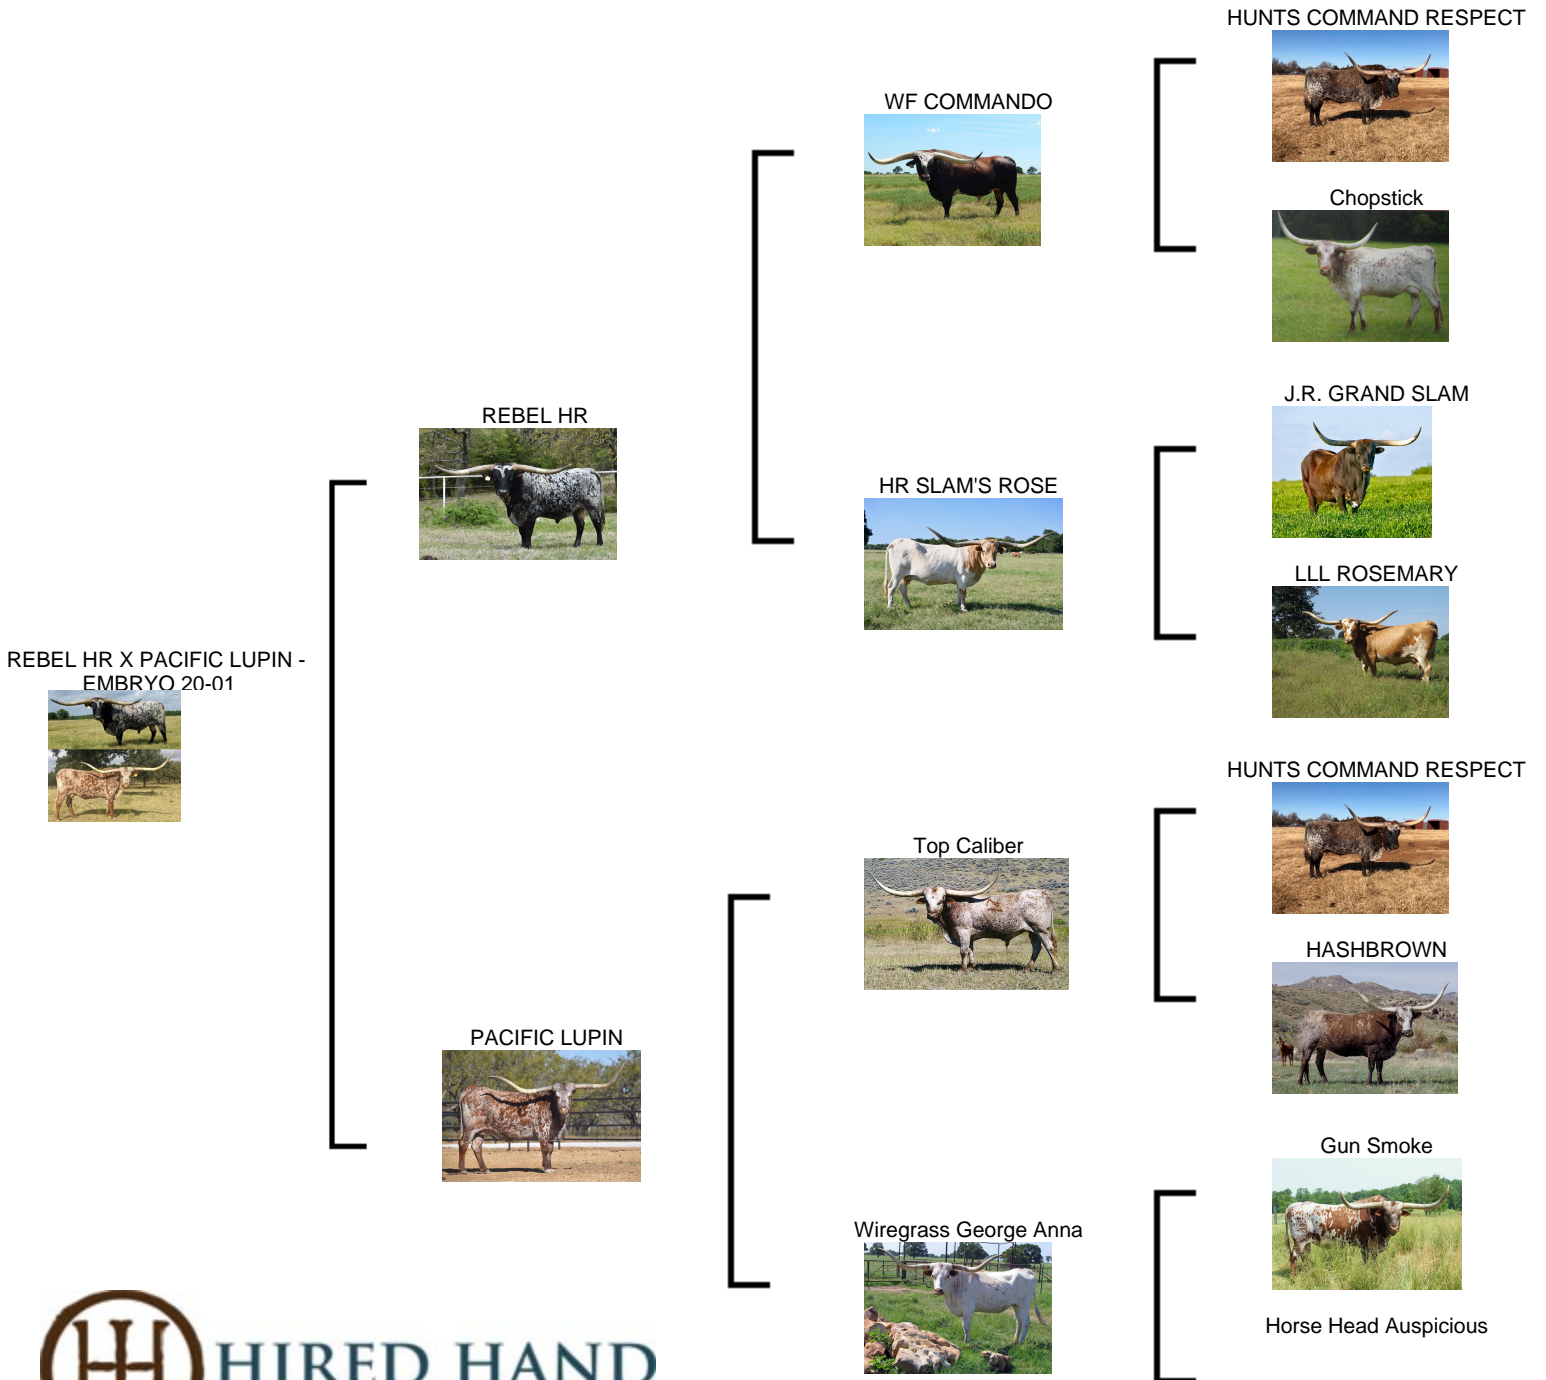 HUNTS COMMAND RESPECT
WF COMMANDO
Chopstick
J.R. GRAND SLAM
REBEL HR
HR SLAM'S ROSE
LLL ROSEMARY
REBEL HR X PACIFIC LUPIN -
EMBRYO 20-01
HUNTS COMMAND RESPECT
Top Caliber
HASHBROWN
PACIFIC LUPIN
Gun Smoke
Wiregrass George Anna
Horse Head Auspicious
HIRED HAND